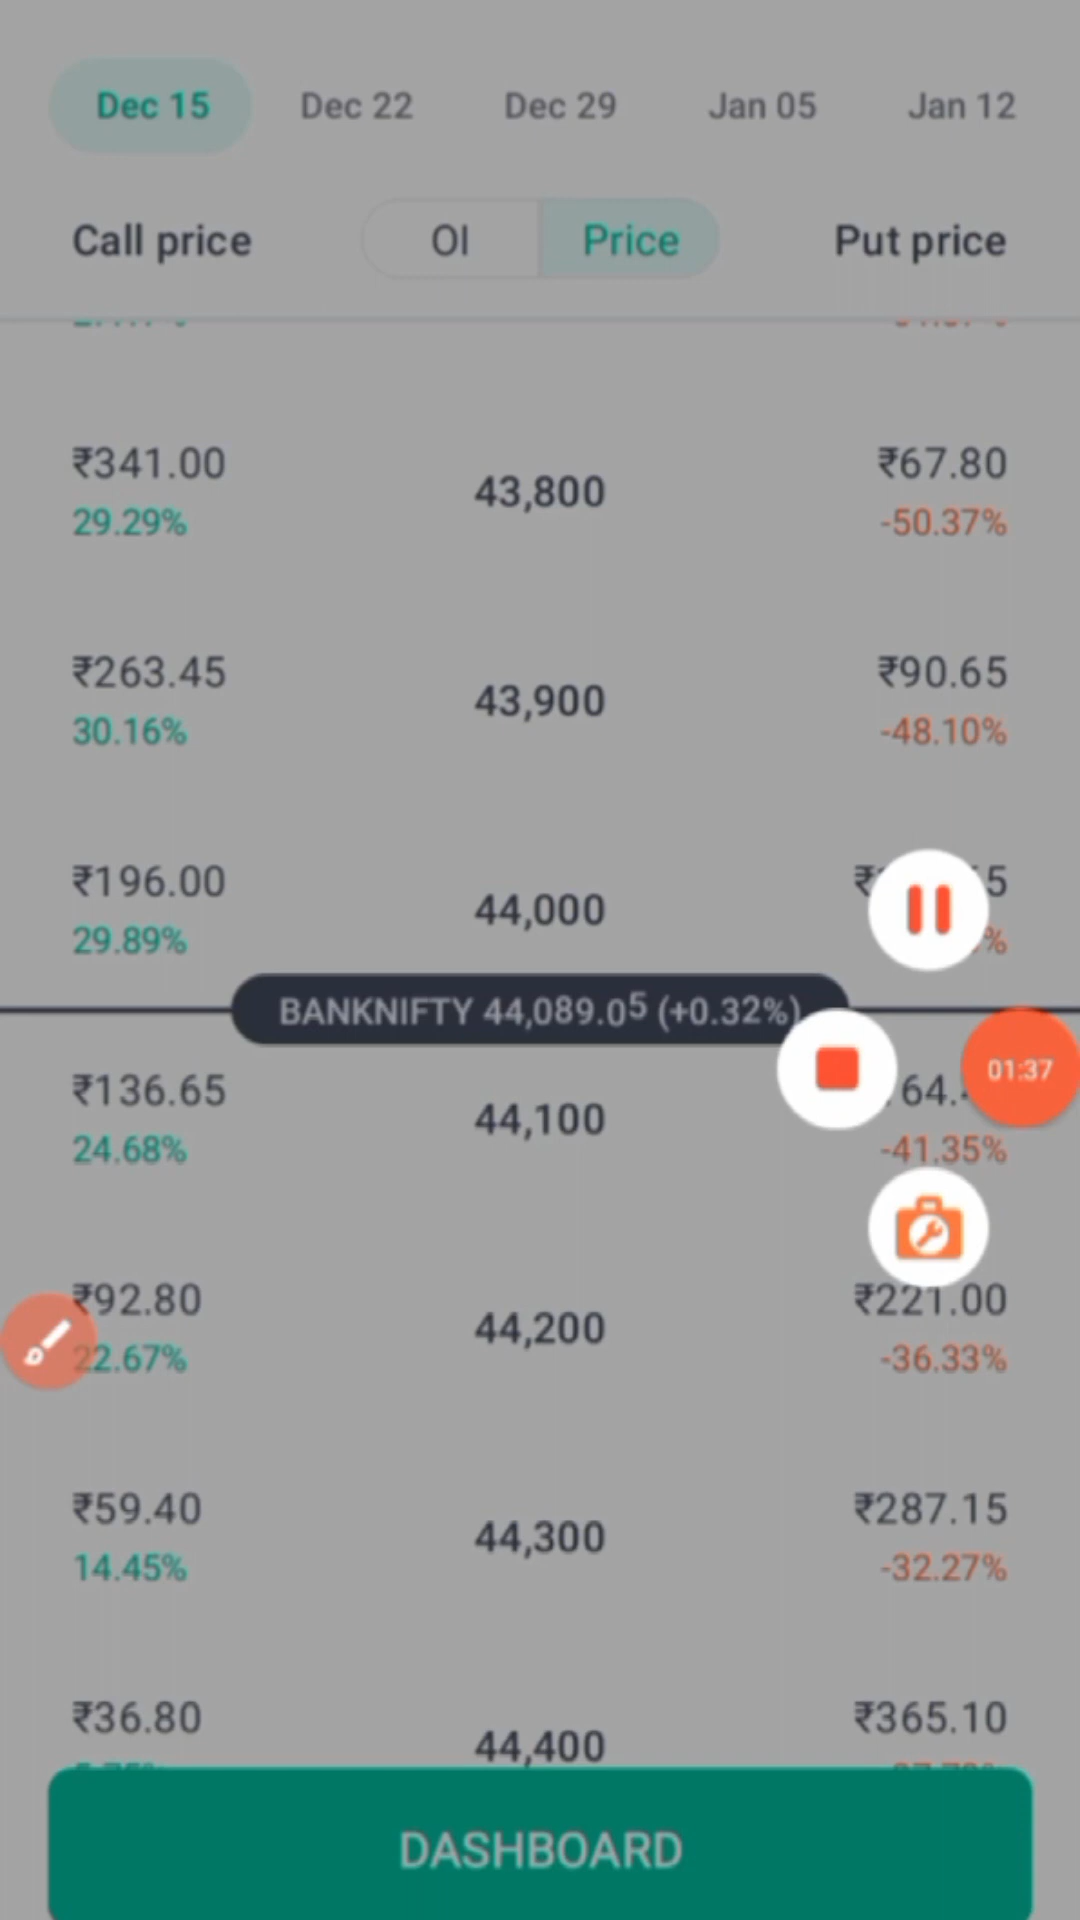 Dec 15 Dec 22 Dec 29 Jan 05 Jan 12
Call price OI Price Put price
₹341.00 43,800 ₹67.80
29.29% -50.37%
₹263.45 43,900 ₹90.65
30.16% -48.10%
₹196.00 44,000
29.89%
BANKNIFTY 44,089.05 (+0.32%)
01:37
₹136.65 44,100
24.68% -41.35%
₹92.80 44,200 ₹221.00
22.67% -36.33%
₹59.40 44,300 ₹287.15
14.45% -32.27%
₹36.80 44,400 ₹365.10
DASHBOARD